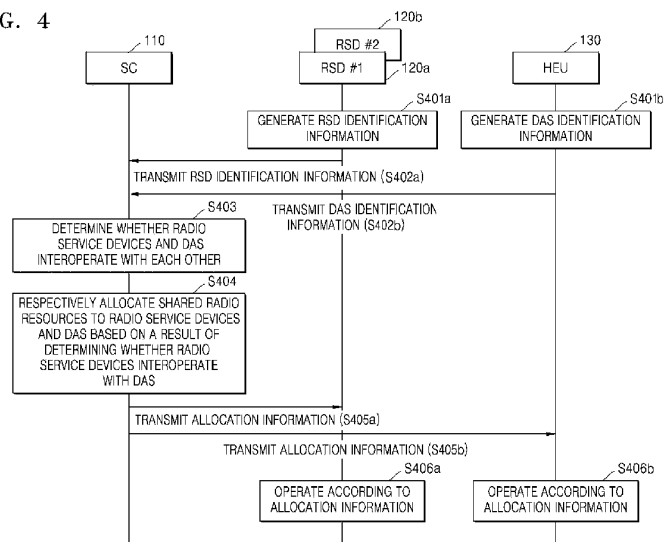 G. 4
120b
110
RSD #2
130
SC
RSD #1
HEU
120a
S401a
S401b
GENERATE RSD IDENTIFICATION
INFORMATION
GENERATE DAS IDENTIFICATION
INFORMATION
TRANSMIT RSD IDENTIFICATION INFORMATION (S402a)
TRANSMIT DAS IDENTIFICATION
INFORMATION (S402b)
S403
DETERMINE WHETHER RADIO
SERVICE DEVICES AND DAS
INTEROPERATE WITH EACH OTHER
S404
RESPECTIVELY ALLOCATE SHARED RADIO
RESOURCES TO RADIO SERVICE DEVICES
AND DAS BASED ON A RESULT OF
DETERMINING WHETHER RADIO
SERVICE DEVICES INTEROPERATE
WITH DAS
TRANSMIT ALLOCATION INFORMATION (S405a)
TRANSMIT ALLOCATION INFORMATION (S405b)
S406a
S406b
OPERATE ACCORDING TO
ALLOCATION INFORMATION
OPERATE ACCORDING TO
ALLOCATION INFORMATION